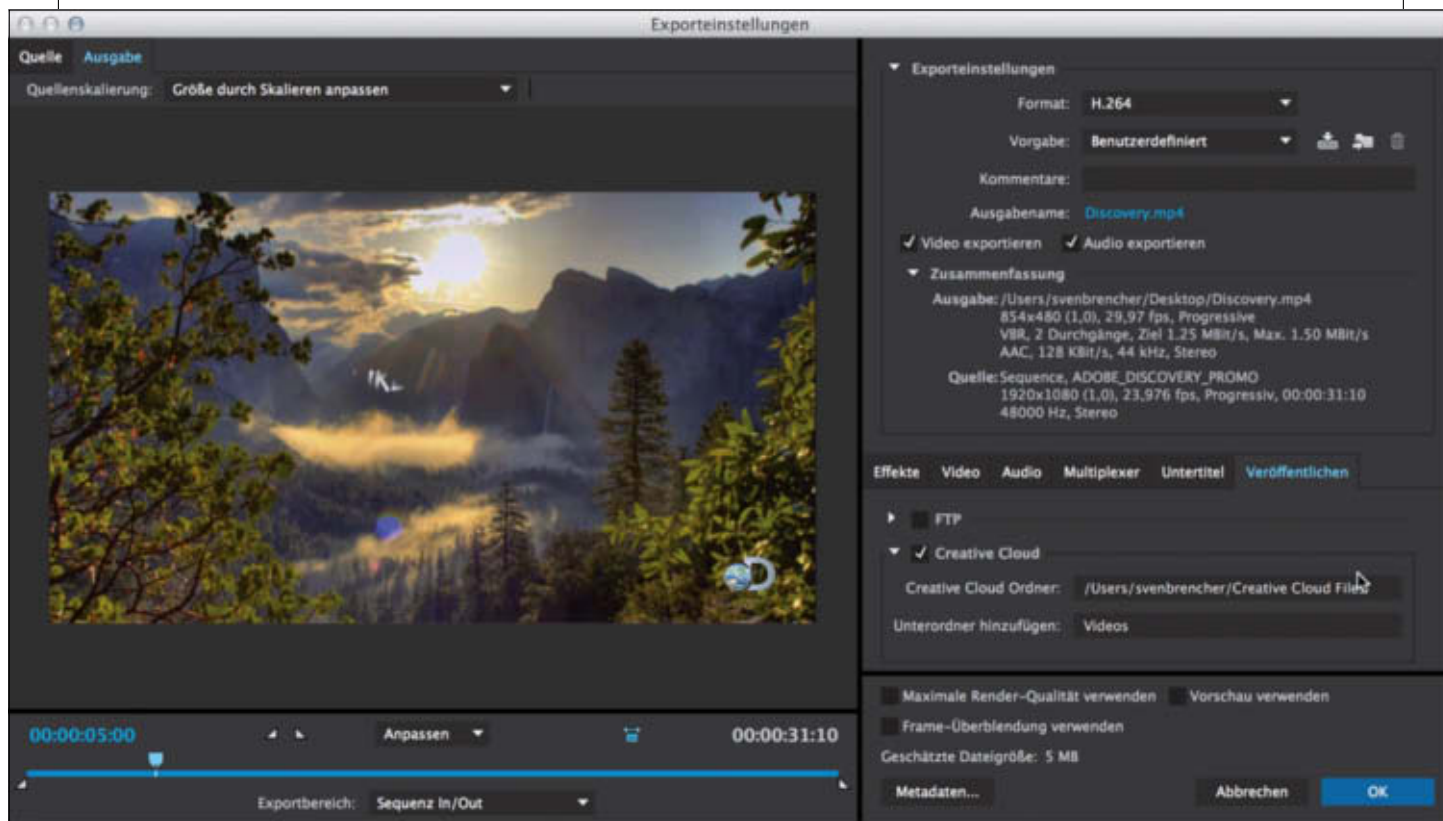 Exporteinstellungen
Quelle Ausgabe
Quellenskalierung: Größe durch Skalieren anpassen
00:00:05:00 Anpassen 00:00:31:10
Exportbereich: Sequenz In/Out
Exporteinstellungen
Format: H.264
Vorgabe: Benutzerdefiniert
Kommentare:
Ausgabename: Discovery.mp4
Video exportieren Audio exportieren
Zusammenfassung
Ausgabe: /Users/svenbrencher/Desktop/Discovery.mp4
854x480 (1,0), 29,97 fps, Progressive
VBR, 2 Durchgänge, Ziel 1.25 MBit/s, Max. 1.50 MBit/s
AAC, 128 KBit/s, 44 kHz, Stereo
Quelle: Sequence, ADOBE_DISCOVERY_PROMO
1920x1080 (1,0), 23,976 fps, Progressiv, 00:00:31:10
48000 Hz, Stereo
Effekte Video Audio Multiplexer Untertitel Veröffentlichen
FTP
Creative Cloud
Creative Cloud Ordner: /Users/svenbrencher/Creative Cloud Files/
Unterordner hinzufügen: Videos
Maximale Render-Qualität verwenden Vorschau verwenden
Frame-Überblendung verwenden
Geschätzte Dateigröße: 5 MB
Metadaten... Abbrechen OK